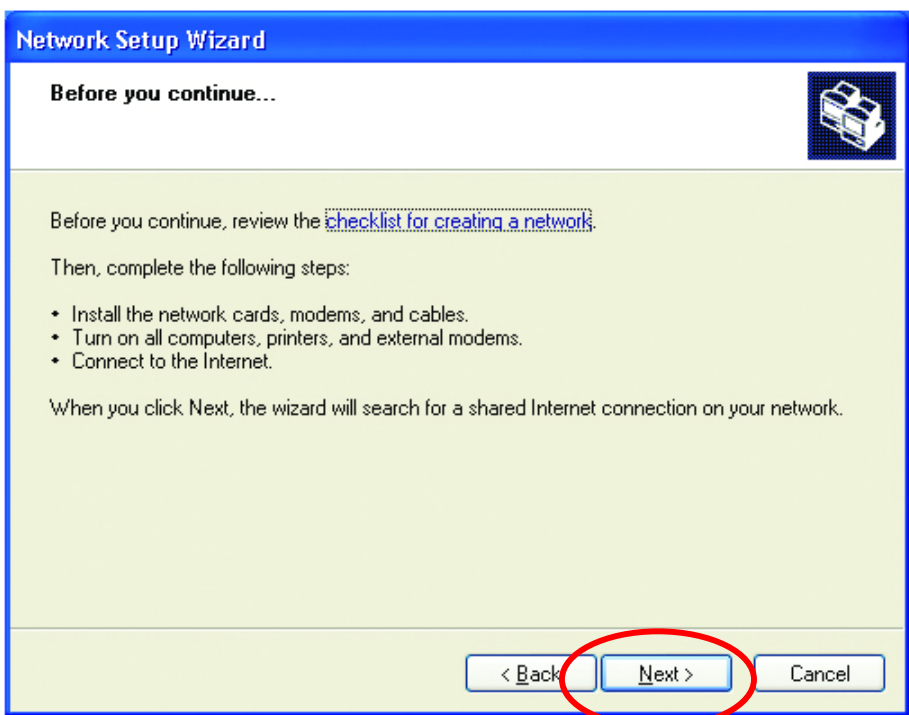 Network Setup Wizard
Before you continue...
Before you continue, review the checklist for creating a network.
Then, complete the following steps:
• Install the network cards, modems, and cables.
• Turn on all computers, printers, and external modems.
• Connect to the Internet.
When you click Next, the wizard will search for a shared Internet connection on your network.
< Back Next > Cancel